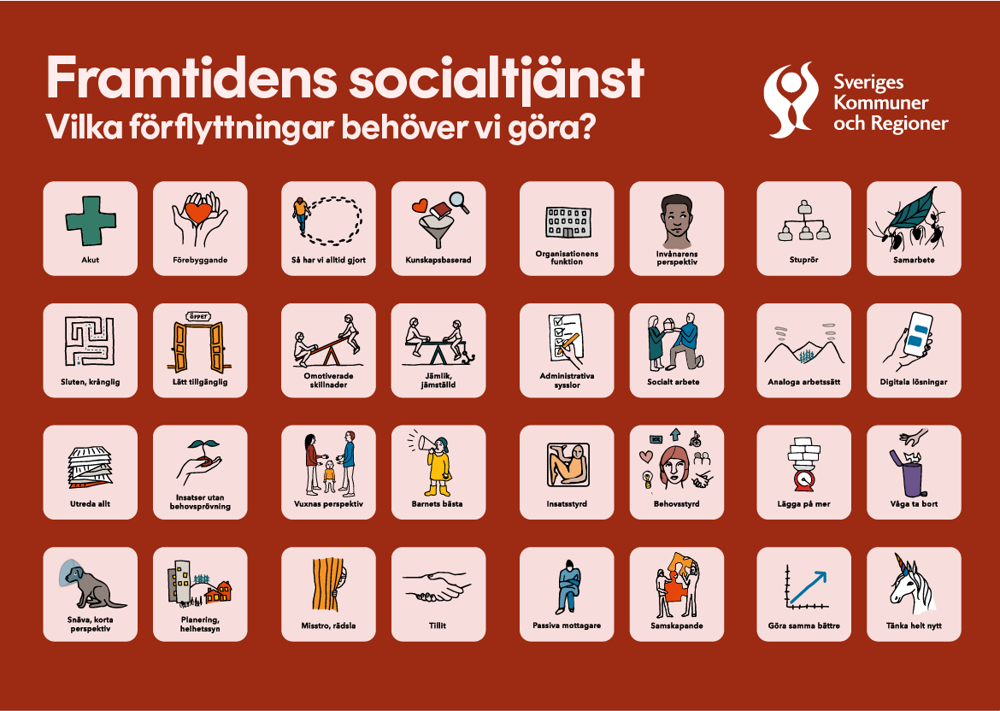 Framtidens socialtjänst
Vilka förflyttningar behöver vi göra?
Sveriges
Kommuner
och Regioner
Akut
Förebyggande
Så har vi alltid gjort
Kunskapsbaserad
Organisationens
funktion
Invånarens
perspektiv
Stuprör
Samarbete
Sluten, krånglig
ÖPPET
Lätt tillgänglig
Omotiverade
skillnader
Jämlik,
jämställd
Administrativa
sysslor
Socialt arbete
Analoga arbetssätt
Digitala lösningar
Utreda allt
Insatser utan
behovsprövning
Vuxnas perspektiv
Barnets bästa
Insatsstyrd
Behovsstyrd
Lägga på mer
Våga ta bort
Snäva, korta
perspektiv
Planering,
helhetssyn
Misstro, rädsla
Tillit
Passiva mottagare
Samskapande
Göra samma bättre
Tänka helt nytt